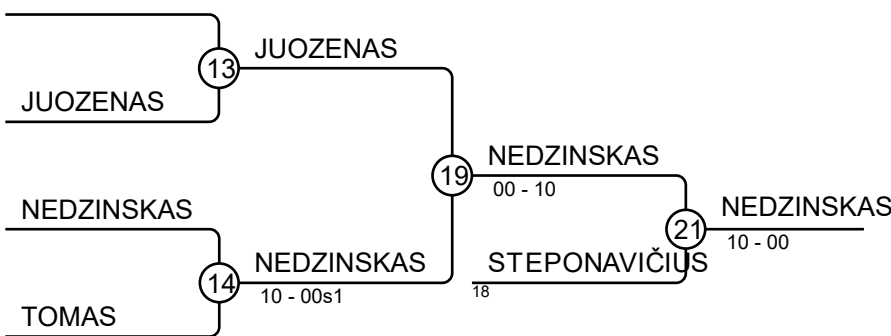 JUOZENAS
13
JUOZENAS
NEDZINSKAS
19
00 - 10
NEDZINSKAS
NEDZINSKAS
21
10 - 00
NEDZINSKAS
STEPONAVIČIUS
14
10 - 00s1
18
TOMAS